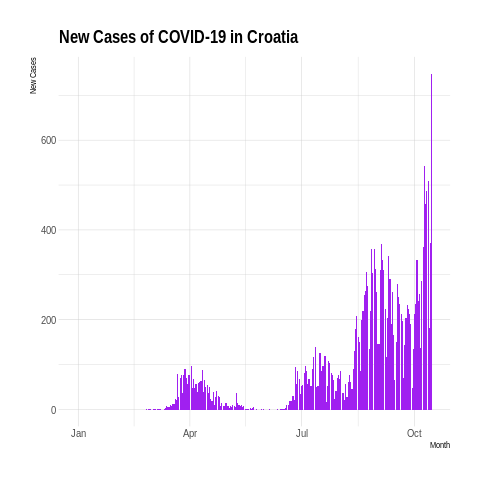 New Cases of COVID-19 in Croatia
New Cases
600
400
200
0
Jan Apr Jul Oct
Month